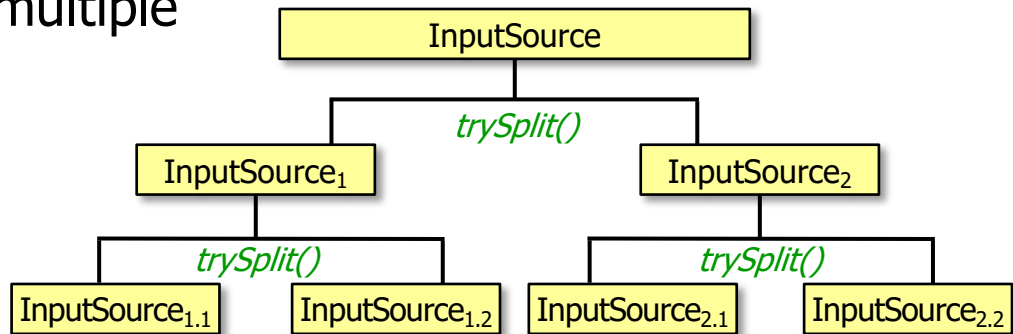 multiple
InputSource
trySplit()
InputSource₁
InputSource₂
trySplit()
trySplit()
InputSource₁.₁
InputSource₁.₂
InputSource₂.₁
InputSource₂.₂